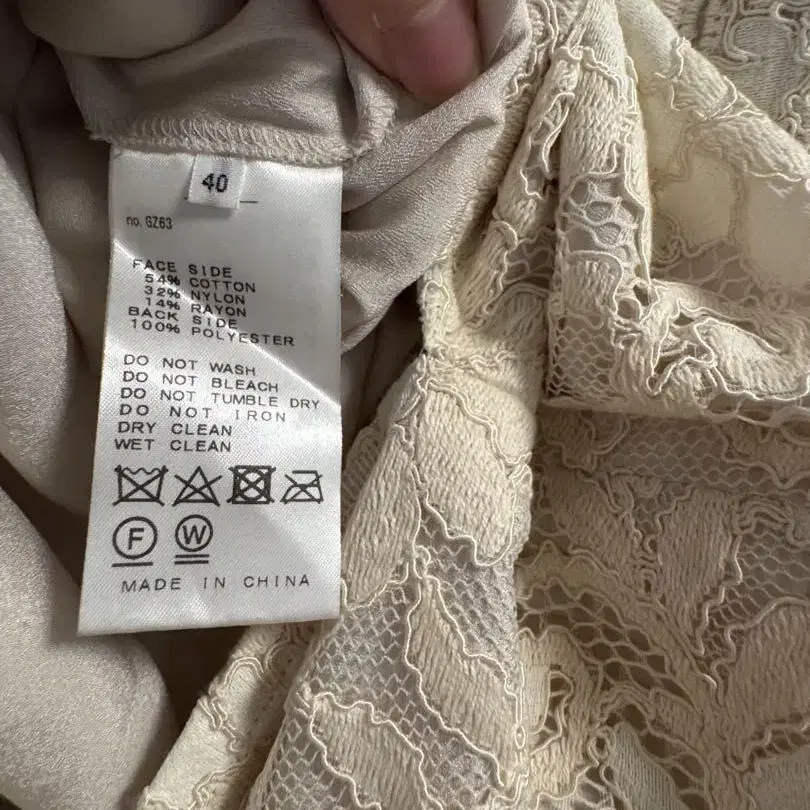 40
no. GZ63
FACE SIDE
54% COTTON
32% NYLON
14% RAYON
BACK SIDE
100% POLYESTER
DO NOT WASH
DO NOT BLEACH
DO NOT TUMBLE DRY
DO NOT IRON
DRY CLEAN
WET CLEAN
F W
MADE IN CHINA